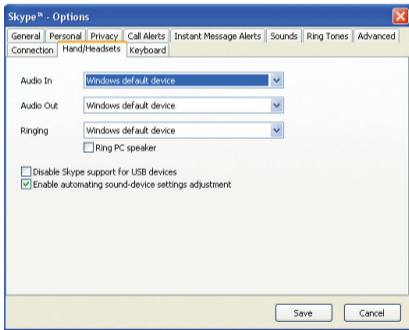 Skype™ - Options
General Personal Privacy Call Alerts Instant Message Alerts Sounds Ring Tones Advanced
Connection Hand/Headsets Keyboard
Audio In Windows default device
Audio Out Windows default device
Ringing Windows default device
Ring PC speaker
Disable Skype support for USB devices
Enable automating sound-device settings adjustment
Save Cancel